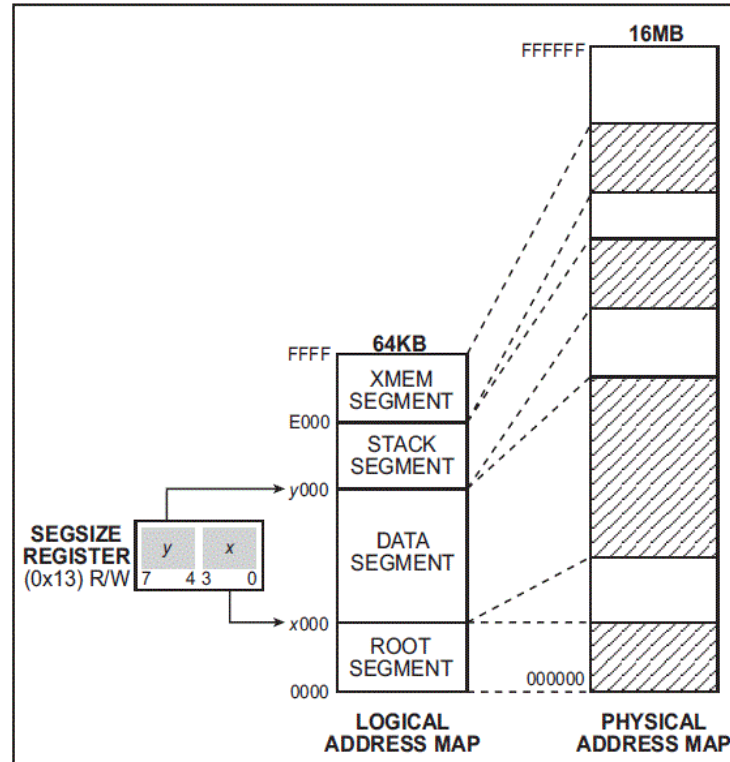 16MB
FFFFFF
64KB
FFFF
XMEM
SEGMENT
E000
STACK
SEGMENT
y000
SEGSIZE
REGISTER
(0x13) R/W
y x
7 4 3 0
DATA
SEGMENT
x000
ROOT
SEGMENT
0000
000000
LOGICAL
ADDRESS MAP
PHYSICAL
ADDRESS MAP